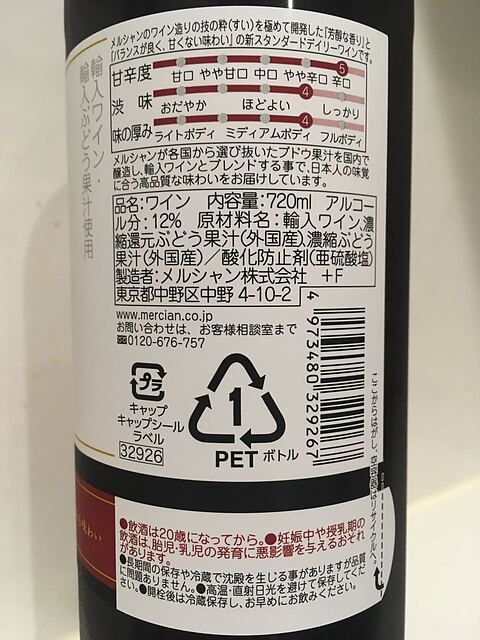 メルシャンのワイン造りの技の粋(すい)を極めて開発した『芳醇な香り』と
『バランスが良く、甘くない味わい』の新スタンダードデイリーワインです。
甘辛度 5
甘口 やや甘口 中口 やや辛口 辛口
渋味 4
おだやか ほどよい しっかり
味の厚み 4
ライトボディ ミディアムボディ フルボディ
メルシャンが各国から選び抜いたブドウ果汁を国内で
醸造し、輸入ワインとブレンドする事で、日本人の味覚
に合う高品質な味わいをお届けしています。
品名:ワイン 内容量:720ml アルコー
ル分:12% 原材料名:輸入ワイン、濃
縮還元ぶどう果汁(外国産)、濃縮ぶどう
果汁(外国産)/酸化防止剤(亜硫酸塩)
製造者:メルシャン株式会社 +F
東京都中野区中野 4-10-2
www.mercian.co.jp
お問い合わせは、お客様相談室まで
0120-676-757
プラ
キャップ
キャップシール
ラベル
32926
1
PET ボトル
4 973480 329267
ここからはがし、空容器はリサイクルへ。
輸入ワイン・
輸入ぶどう果汁使用
味わい
●飲酒は20歳になってから。●妊娠中や授乳期の
飲酒は、胎児・乳児の発育に悪影響を与えるおそれ
があります。
●長期間の保存や冷蔵で沈殿を生じる事がありますが品質
に問題ありません。●高温・直射日光を避けて保存してくだ
さい。●開栓後は冷蔵保存し、お早めにお飲みください。